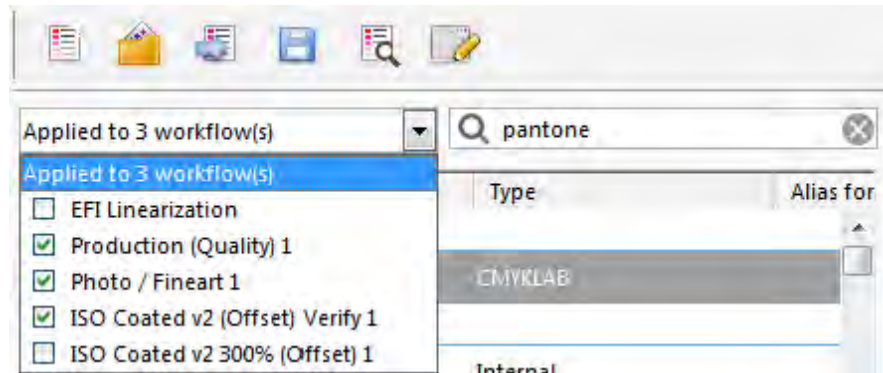 Applied to 3 workflow(s)
pantone
Applied to 3 workflow(s)
Type
Alias for
EFI Linearization
Production (Quality) 1
Photo / Fineart 1
CMYKLAB
ISO Coated v2 (Offset) Verify 1
ISO Coated v2 300% (Offset) 1
Internal